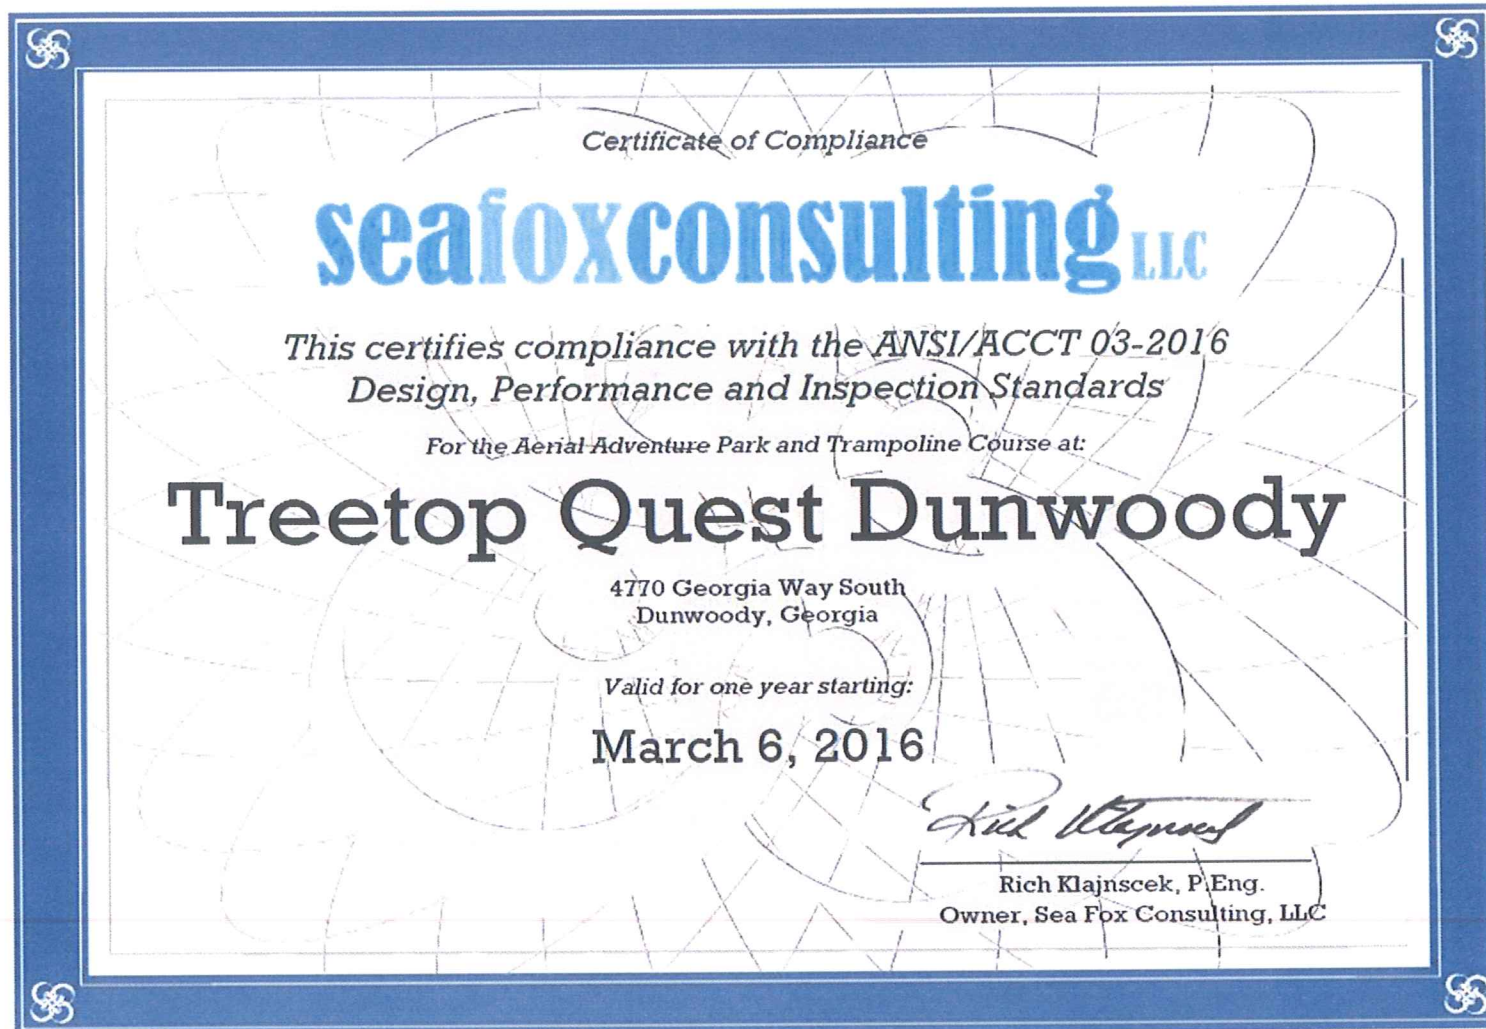 Certificate of Compliance
seafoxconsulting LLC
This certifies compliance with the ANSI/ACCT 03-2016
Design, Performance and Inspection Standards
For the Aerial Adventure Park and Trampoline Course at:
Treetop Quest Dunwoody
4770 Georgia Way South
Dunwoody, Georgia
Valid for one year starting:
March 6, 2016
Rich Klajnscek
Rich Klajnscek, P.Eng.
Owner, Sea Fox Consulting, LLC